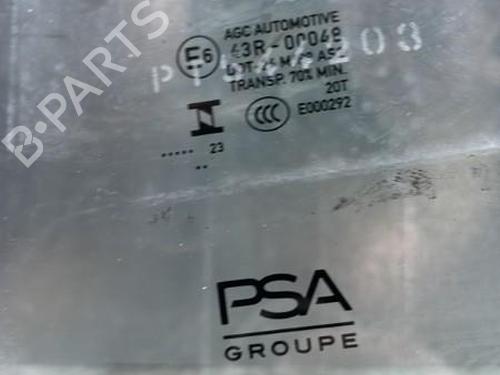 AGC AUTOMOTIVE
E6 43R-00048
TRANSP. 70% MIN.
20T
CCC E000292
..... 23
..
PSA
GROUPE
B-PARTS